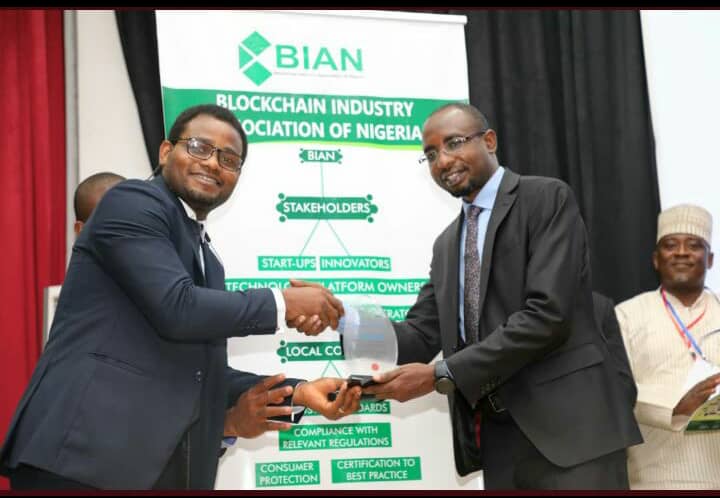 BIAN
BLOCKCHAIN INDUSTRY
SOCIATION OF NIGERIA
BIAN
STAKEHOLDERS
START-UPS INNOVATORS
TECHNOLO PLATFORM OWNERS
LOCAL CO
COMPLIANCE WITH
RELEVANT REGULATIONS
CONSUMER
PROTECTION
CERTIFICATION TO
BEST PRACTICE